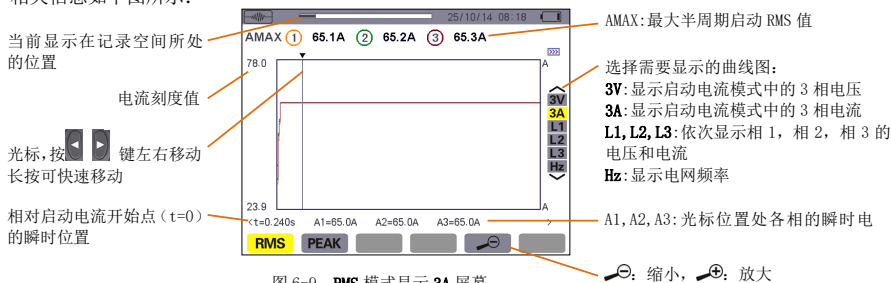 相关信息如下图所示:
25/10/14 08:18
AMAX 1 65.1A 2 65.2A 3 65.3A
78.0
A
3V
3A
L1
L2
L3
Hz
23.9
A
<t=0.240s A1=65.0A A2=65.0A A3=65.0A >
RMS PEAK
当前显示在记录空间所处
的位置
电流刻度值
光标,按 键左右移动
长按可快速移动
相对启动电流开始点(t=0)
的瞬时位置
AMAX:最大半周期启动 RMS 值
选择需要显示的曲线图:
3V:显示启动电流模式中的 3 相电压
3A:显示启动电流模式中的 3 相电流
L1,L2,L3:依次显示相 1, 相 2, 相 3 的
电压和电流
Hz:显示电网频率
A1,A2,A3:光标位置处各相的瞬时电
缩小, 放大
图 6-9 RMS 模式显示 3A 屏幕